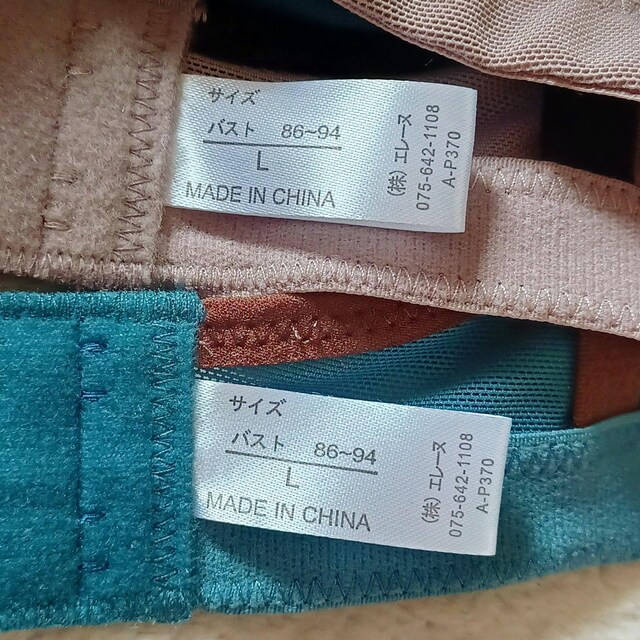 サイズ
バスト 86~94
L
MADE IN CHINA
(株) エレーヌ
075-642-1108
A-P370
サイズ
バスト 86~94
L
MADE IN CHINA
(株) エレーヌ
075-642-1108
A-P370